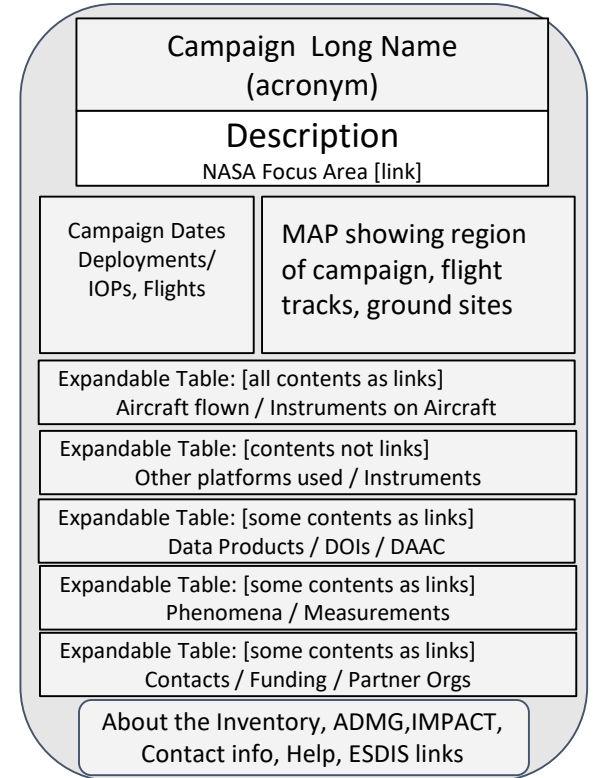 Campaign Long Name
(acronym)
Description
NASA Focus Area [link]
Campaign Dates
Deployments/
IOPs, Flights
MAP showing region
of campaign, flight
tracks, ground sites
Expandable Table: [all contents as links]
Aircraft flown / Instruments on Aircraft
Expandable Table: [contents not links]
Other platforms used / Instruments
Expandable Table: [some contents as links]
Data Products / DOIs / DAAC
Expandable Table: [some contents as links]
Phenomena / Measurements
Expandable Table: [some contents as links]
Contacts / Funding / Partner Orgs
About the Inventory, ADMG,IMPACT,
Contact info, Help, ESDIS links